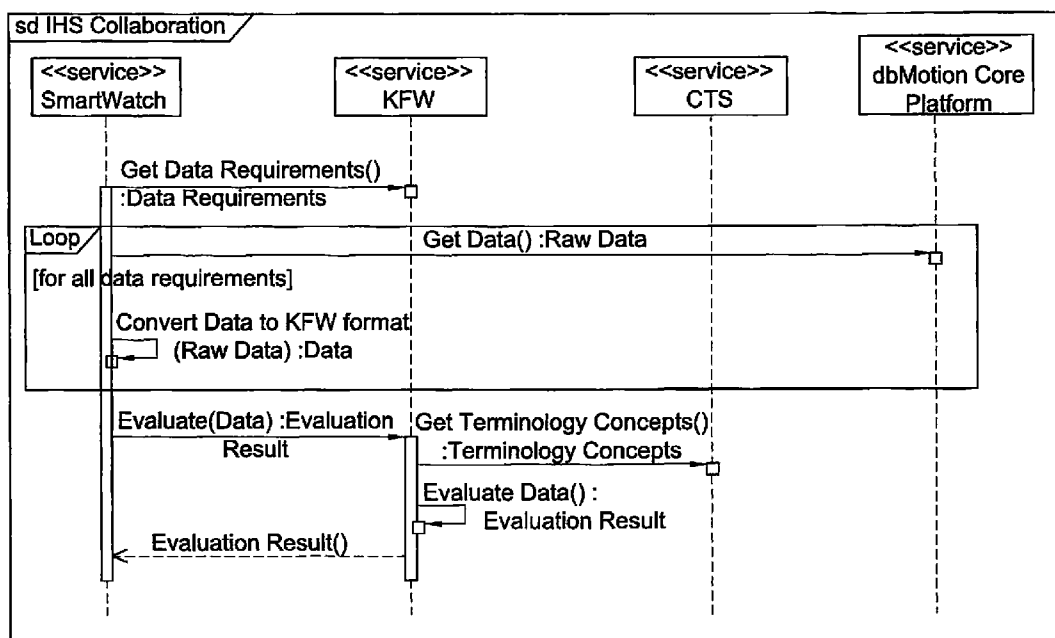 sd IHS Collaboration
<<service>>
SmartWatch
<<service>>
KFW
<<service>>
CTS
<<service>>
dbMotion Core
Platform
Get Data Requirements()
:Data Requirements
Loop
Get Data() :Raw Data
[for all data requirements]
Convert Data to KFW format
(Raw Data) :Data
Evaluate(Data) :Evaluation
Result
Get Terminology Concepts()
:Terminology Concepts
Evaluate Data() :
Evaluation Result
Evaluation Result()